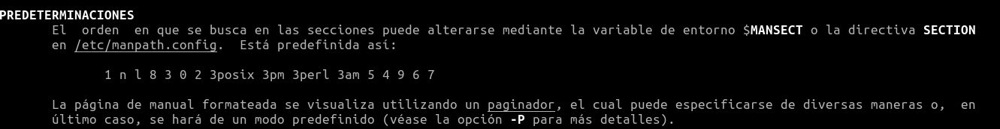 PREDETERMINACIONES
El orden en que se busca en las secciones puede alterarse mediante la variable de entorno $MANSECT o la directiva SECTION
en /etc/manpath.config. Está predefinida así:
1 n l 8 3 0 2 3posix 3pm 3perl 3am 5 4 9 6 7
La página de manual formateada se visualiza utilizando un paginador, el cual puede especificarse de diversas maneras o, en
último caso, se hará de un modo predefinido (véase la opción -P para más detalles).